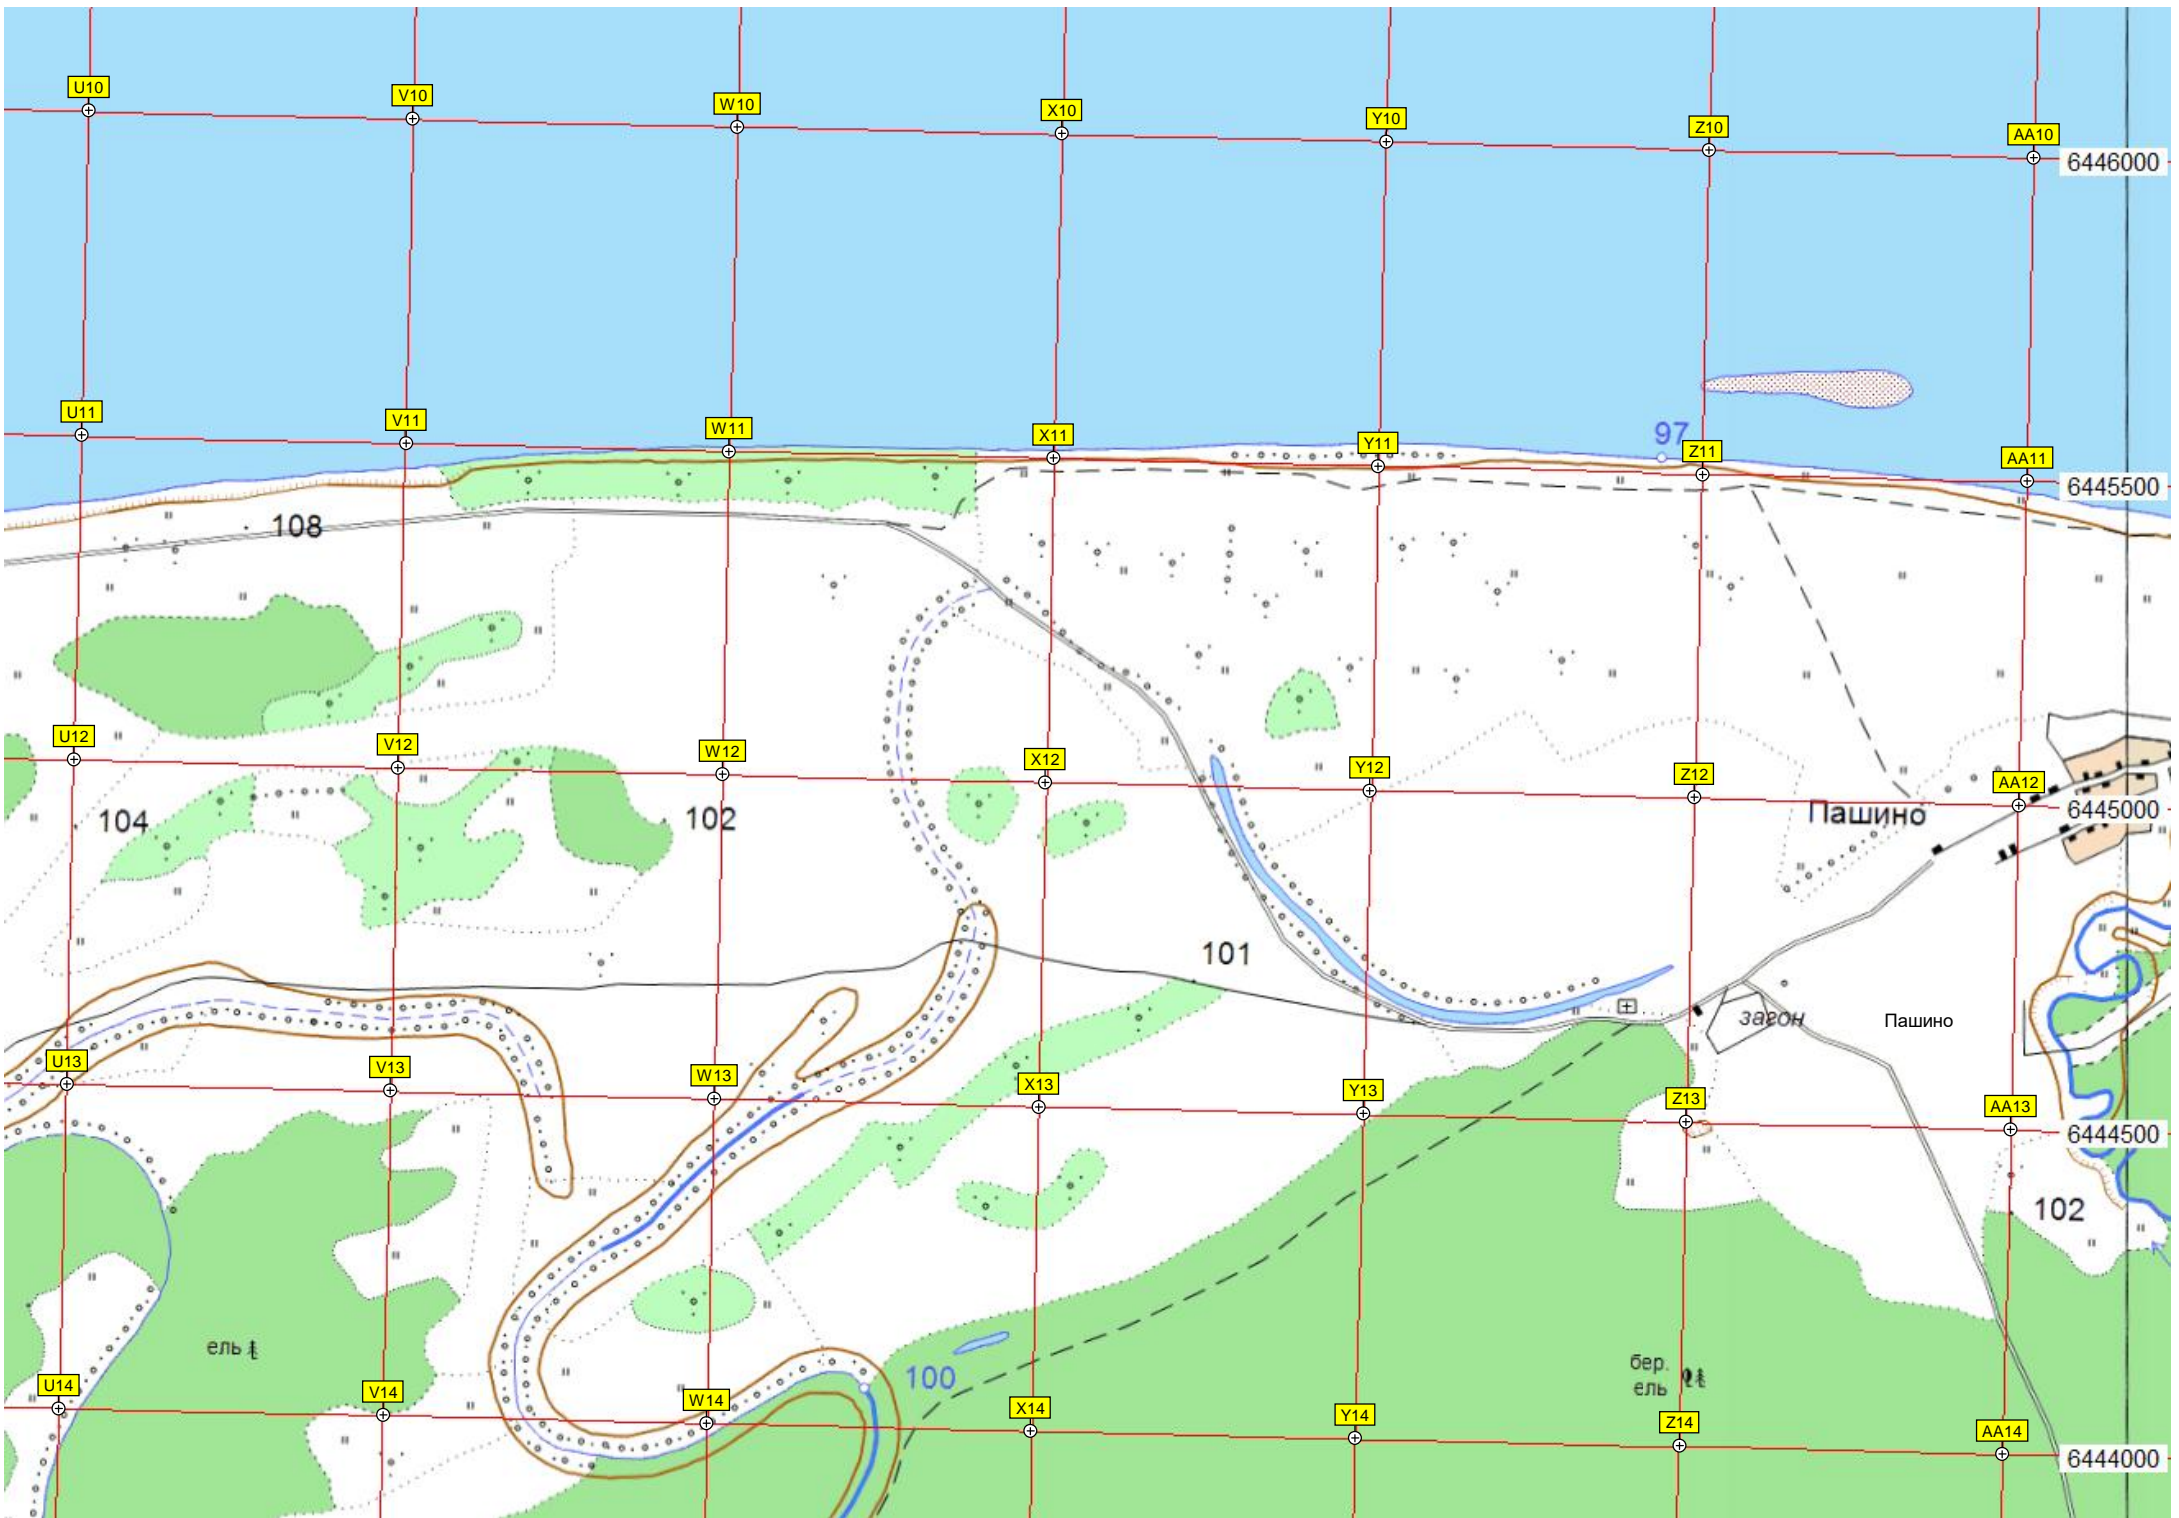 U10
V10
W10
X10
Y10
Z10
AA10
6446000
U11
V11
W11
X11
Y11
97
Z11
AA11
6445500
108
U12
V12
W12
X12
Y12
Z12
AA12
6445000
104
102
Пашино
101
загон
Пашино
U13
V13
W13
X13
Y13
Z13
AA13
6444500
102
ель
100
бер.
ель
U14
V14
W14
X14
Y14
Z14
AA14
6444000